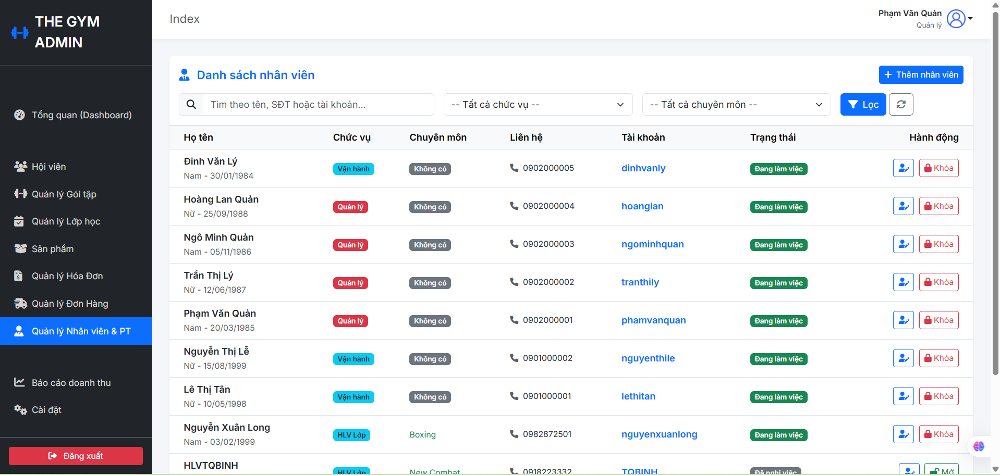 THE GYM
ADMIN
Index
Phạm Văn Quản
Quản lý
Tổng quan (Dashboard)
Hội viên
Quản lý Gói tập
Quản lý Lớp học
Sản phẩm
Quản lý Hóa Đơn
Quản lý Đơn Hàng
Quản lý Nhân viên & PT
Báo cáo doanh thu
Cài đặt
Đăng xuất
Danh sách nhân viên
Thêm nhân viên
Tìm theo tên, SĐT hoặc tài khoản...
-- Tất cả chức vụ --
-- Tất cả chuyên môn --
Lọc
Họ tên Chức vụ Chuyên môn Liên hệ Tài khoản Trạng thái Hành động
Đinh Văn Lý
Nam - 30/01/1984
Vận hành Không có 0902000005 dinhvanly Đang làm việc Khóa
Hoàng Lan Quản
Nữ - 25/09/1988
Quản lý Không có 0902000004 hoanglan Đang làm việc Khóa
Ngô Minh Quản
Nam - 05/11/1986
Quản lý Không có 0902000003 ngominhquan Đang làm việc Khóa
Trần Thị Lý
Nữ - 12/06/1987
Quản lý Không có 0902000002 tranthily Đang làm việc Khóa
Phạm Văn Quản
Nam - 20/03/1985
Quản lý Không có 0902000001 phamvanquan Đang làm việc Khóa
Nguyễn Thị Lễ
Nữ - 15/08/1999
Vận hành Không có 0901000002 nguyenthile Đang làm việc Khóa
Lê Thị Tân
Nữ - 10/05/1998
Vận hành Không có 0901000001 lethitan Đang làm việc Khóa
Nguyễn Xuân Long
Nam - 03/02/1999
HLV Lớp Boxing 0982872501 nguyenxuanlong Đang làm việc Khóa
HLVTQBINH
HLV Lớp New Combat 0918223332 TQBINH Đã nghỉ việc Mở